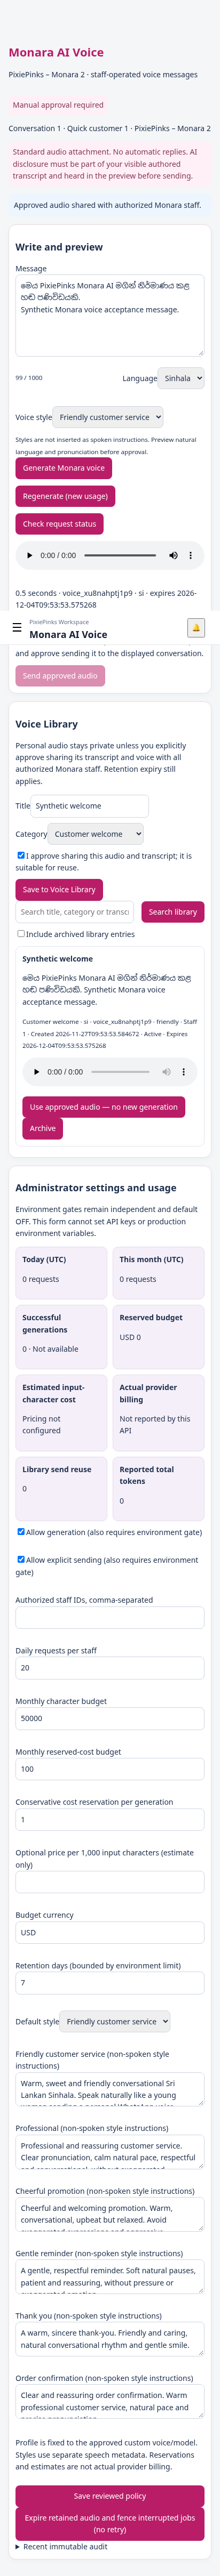 Monara AI Voice
PixiePinks – Monara 2 · staff-operated voice messages
Manual approval required
Conversation 1 · Quick customer 1 · PixiePinks – Monara 2
Standard audio attachment. No automatic replies. AI
disclosure must be part of your visible authored
transcript and heard in the preview before sending.
Approved audio shared with authorized Monara staff.
Write and preview
Message
මෙය PixiePinks Monara AI මගින් නිර්මාණය කළ
හඬ පණිවිඩයකි.
Synthetic Monara voice acceptance message.
99 / 1000
Language Sinhala
Voice style Friendly customer service
Styles are not inserted as spoken instructions. Preview natural
language and pronunciation before approval.
Generate Monara voice
Regenerate (new usage)
Check request status
0:00 / 0:00
0.5 seconds · voice_xu8nahptj1p9 · si · expires 2026-
12-04T09:53:53.575268
PixiePinks Workspace
Monara AI Voice
and approve sending it to the displayed conversation.
Send approved audio
Voice Library
Personal audio stays private unless you explicitly
approve sharing its transcript and voice with all
authorized Monara staff. Retention expiry still
applies.
Title Synthetic welcome
Category Customer welcome
I approve sharing this audio and transcript; it is
suitable for reuse.
Save to Voice Library
Search title, category or transc
Search library
Include archived library entries
Synthetic welcome
මෙය PixiePinks Monara AI මගින් නිර්මාණය කළ
හඬ පණිවිඩයකි. Synthetic Monara voice
acceptance message.
Customer welcome · si · voice_xu8nahptj1p9 · friendly · Staff
1 · Created 2026-11-27T09:53:53.584672 · Active · Expires
2026-12-04T09:53:53.575268
0:00 / 0:00
Use approved audio — no new generation
Archive
Administrator settings and usage
Environment gates remain independent and default
OFF. This form cannot set API keys or production
environment variables.
Today (UTC)
0 requests
This month (UTC)
0 requests
Successful
generations
0 · Not available
Reserved budget
USD 0
Estimated input-
character cost
Pricing not
configured
Actual provider
billing
Not reported by this
API
Library send reuse
0
Reported total
tokens
0
Allow generation (also requires environment gate)
Allow explicit sending (also requires environment
gate)
Authorized staff IDs, comma-separated
Daily requests per staff
20
Monthly character budget
50000
Monthly reserved-cost budget
100
Conservative cost reservation per generation
1
Optional price per 1,000 input characters (estimate
only)
Budget currency
USD
Retention days (bounded by environment limit)
7
Default style Friendly customer service
Friendly customer service (non-spoken style
instructions)
Warm, sweet and friendly conversational Sri
Lankan Sinhala. Speak naturally like a young
Professional (non-spoken style instructions)
Professional and reassuring customer service.
Clear pronunciation, calm natural pace, respectful
Cheerful promotion (non-spoken style instructions)
Cheerful and welcoming promotion. Warm,
conversational, upbeat but relaxed. Avoid
Gentle reminder (non-spoken style instructions)
A gentle, respectful reminder. Soft natural pauses,
patient and reassuring, without pressure or
Thank you (non-spoken style instructions)
A warm, sincere thank-you. Friendly and caring,
natural conversational rhythm and gentle smile.
Order confirmation (non-spoken style instructions)
Clear and reassuring order confirmation. Warm
professional customer service, natural pace and
Profile is fixed to the approved custom voice/model.
Styles use separate speech metadata. Reservations
and estimates are not actual provider billing.
Save reviewed policy
Expire retained audio and fence interrupted jobs
(no retry)
Recent immutable audit